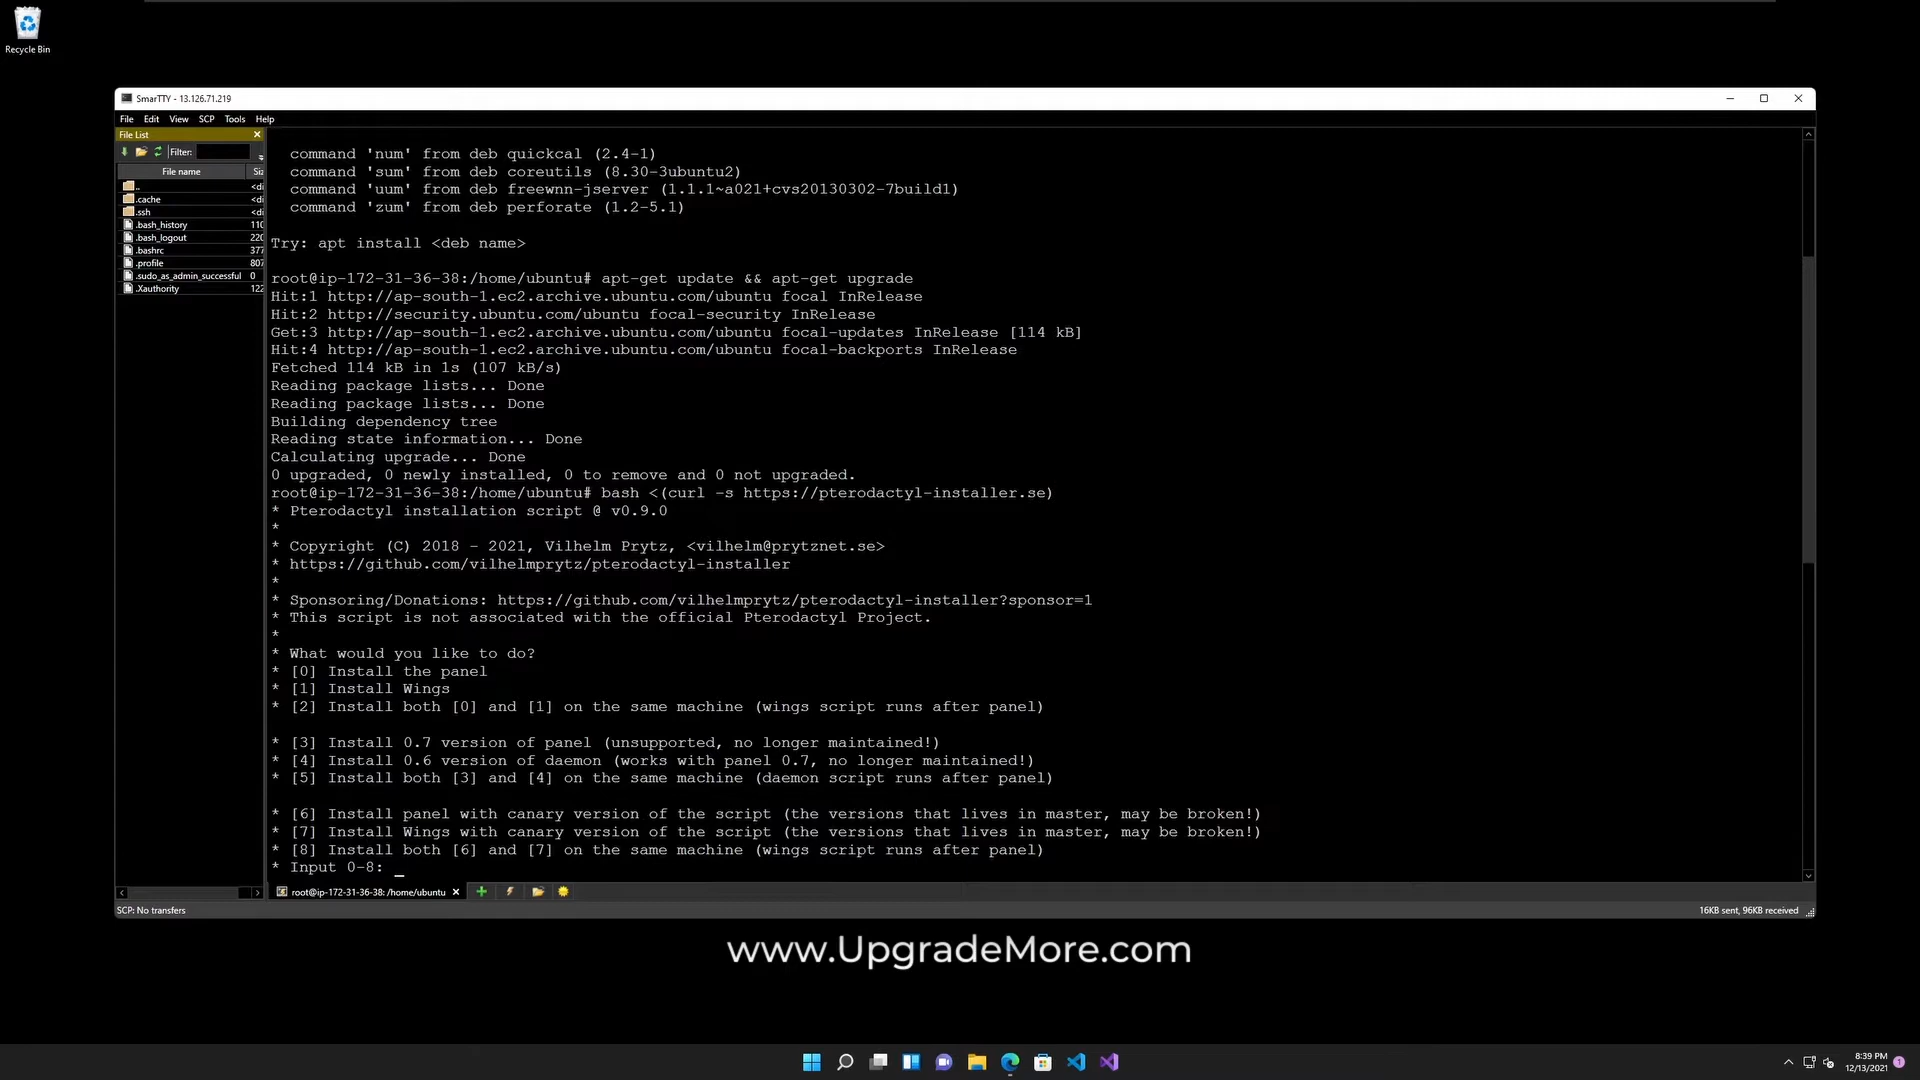 Recycle Bin
SmarTTY - 13.126.71.219
File Edit View SCP Tools Help
File List
Filter:
File name
..
.cache
.ssh
.bash_history
.bash_logout 220
.bashrc 377
.profile 807
.sudo_as_admin_successful 0
.Xauthority 122
command 'num' from deb quickcal (2.4-1)
command 'sum' from deb coreutils (8.30-3ubuntu2)
command 'uum' from deb freewnn-jserver (1.1.1~a021+cvs20130302-7build1)
command 'zum' from deb perforate (1.2-5.1)
Try: apt install <deb name>
root@ip-172-31-36-38:/home/ubuntu# apt-get update && apt-get upgrade
Hit:1 http://ap-south-1.ec2.archive.ubuntu.com/ubuntu focal InRelease
Hit:2 http://security.ubuntu.com/ubuntu focal-security InRelease
Get:3 http://ap-south-1.ec2.archive.ubuntu.com/ubuntu focal-updates InRelease [114 kB]
Hit:4 http://ap-south-1.ec2.archive.ubuntu.com/ubuntu focal-backports InRelease
Fetched 114 kB in 1s (107 kB/s)
Reading package lists... Done
Reading package lists... Done
Building dependency tree
Reading state information... Done
Calculating upgrade... Done
0 upgraded, 0 newly installed, 0 to remove and 0 not upgraded.
root@ip-172-31-36-38:/home/ubuntu# bash <(curl -s https://pterodactyl-installer.se)
* Pterodactyl installation script @ v0.9.0
*
* Copyright (C) 2018 - 2021, Vilhelm Prytz, <vilhelm@prytznet.se>
* https://github.com/vilhelmprytz/pterodactyl-installer
*
* Sponsoring/Donations: https://github.com/vilhelmprytz/pterodactyl-installer?sponsor=1
* This script is not associated with the official Pterodactyl Project.
*
* What would you like to do?
* [0] Install the panel
* [1] Install Wings
* [2] Install both [0] and [1] on the same machine (wings script runs after panel)
* [3] Install 0.7 version of panel (unsupported, no longer maintained!)
* [4] Install 0.6 version of daemon (works with panel 0.7, no longer maintained!)
* [5] Install both [3] and [4] on the same machine (daemon script runs after panel)
* [6] Install panel with canary version of the script (the versions that lives in master, may be broken!)
* [7] Install Wings with canary version of the script (the versions that lives in master, may be broken!)
* [8] Install both [6] and [7] on the same machine (wings script runs after panel)
* Input 0-8: _
root@ip-172-31-36-38: /home/ubuntu
SCP: No transfers
16KB sent, 96KB received
www.UpgradeMore.com
8:39 PM
12/13/2021
1